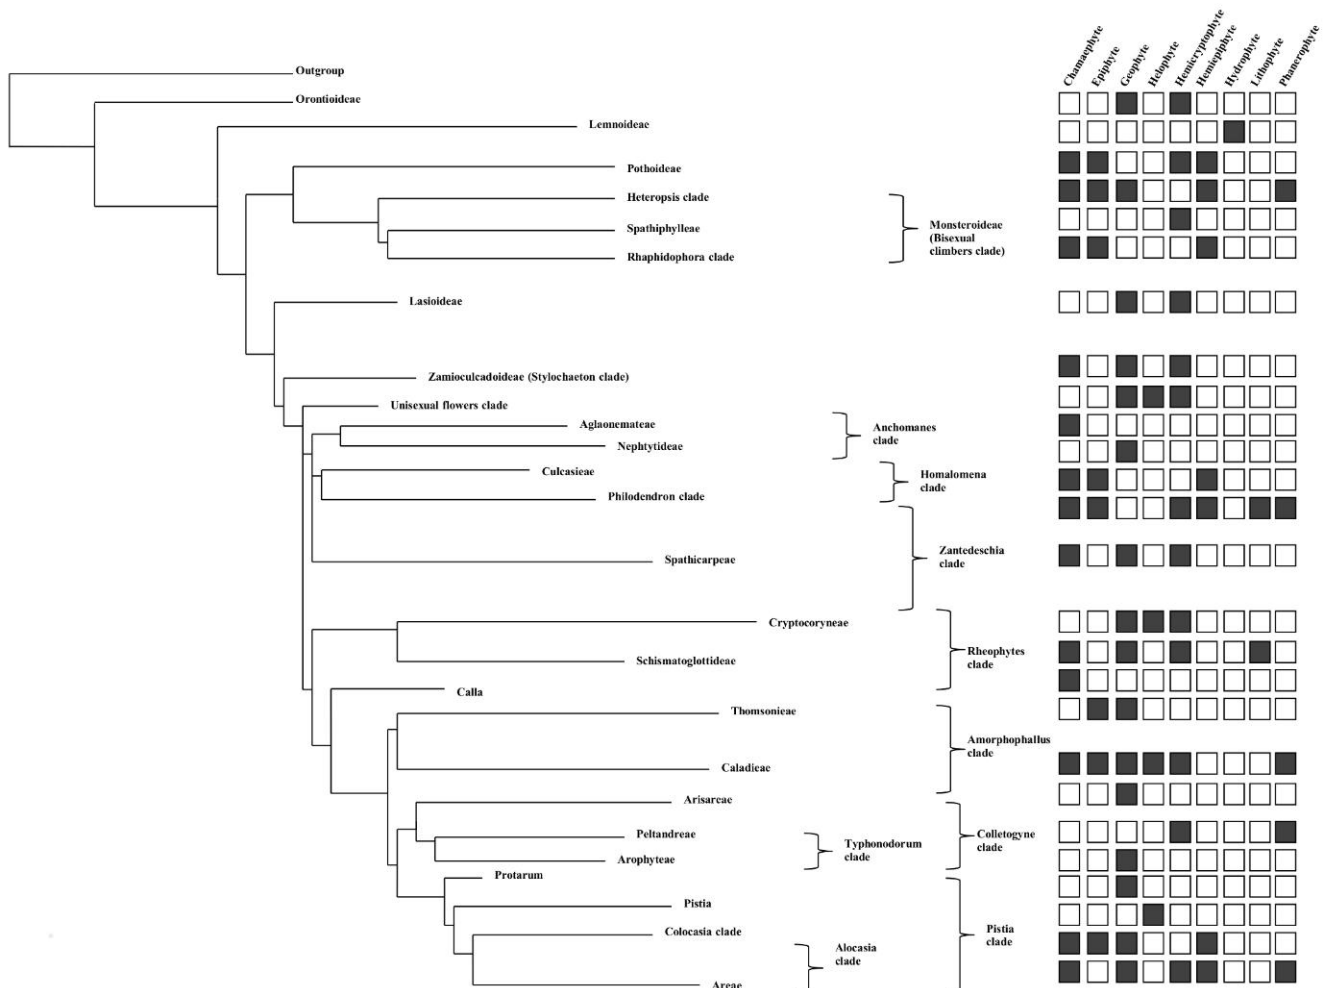 Chamaephyte
Epiphyte
Geophyte
Helophyte
Hemicryptophyte
Hemiepiphyte
Hydrophyte
Lithophyte
Phanerophyte
Outgroup
Orontioideae
Lemnoideae
Pothoideae
Heteropsis clade
Spathiphylleae
Rhaphidophora clade
Monsteroideae
(Bisexual
climbers clade)
Lasioideae
Zamioculcadoideae (Stylochaeton clade)
Unisexual flowers clade
Aglaonemateae
Nephtytideae
Anchomanes
clade
Culcasieae
Philodendron clade
Homalomena
clade
Spathicarpeae
Zantedeschia
clade
Cryptocoryneae
Schismatoglottideae
Rheophytes
clade
Calla
Thomsonieae
Caladieae
Amorphophallus
clade
Arisareae
Peltandreae
Arophyteae
Typhonodorum
clade
Colletogyne
clade
Protarum
Pistia
Colocasia clade
Areae
Alocasia
clade
Pistia
clade